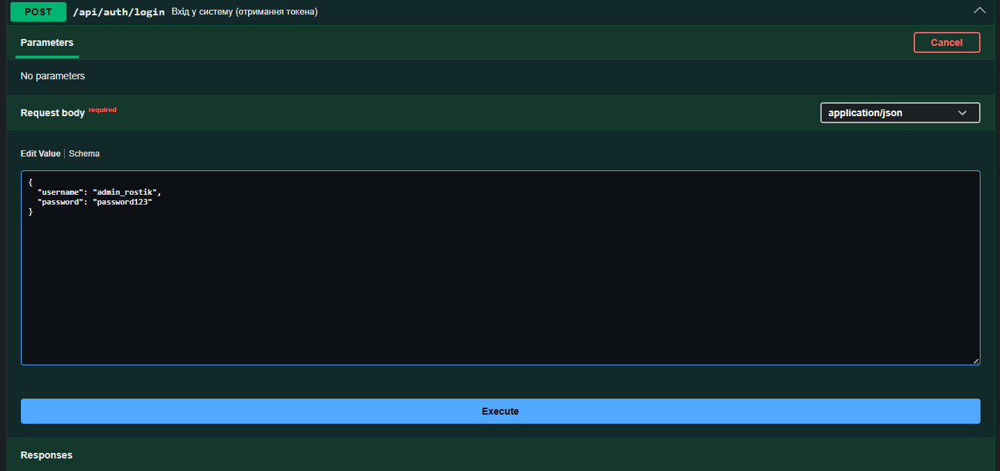 POST /api/auth/login Вхід у систему (отримання токена)
Parameters
Cancel
No parameters
Request body required
application/json
Edit Value | Schema
{
  "username": "admin_rostik",
  "password": "password123"
}
Execute
Responses